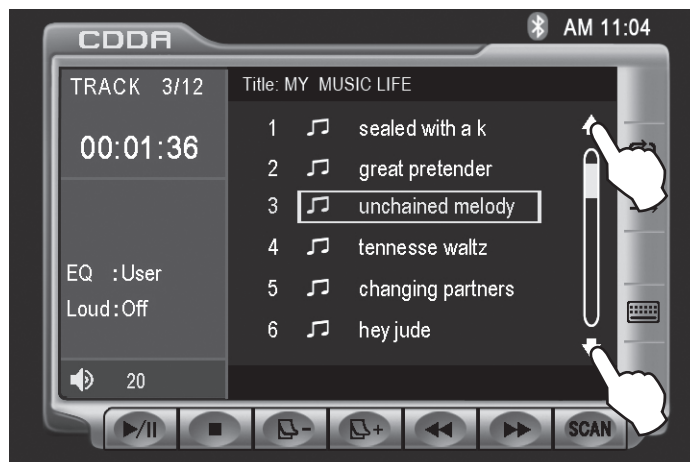 CDDA
AM 11:04
TRACK 3/12
Title: MY MUSIC LIFE
00:01:36
1 sealed with a k
2 great pretender
3 unchained melody
4 tennesse waltz
5 changing partners
6 hey jude
EQ :User
Loud:Off
20
SCAN